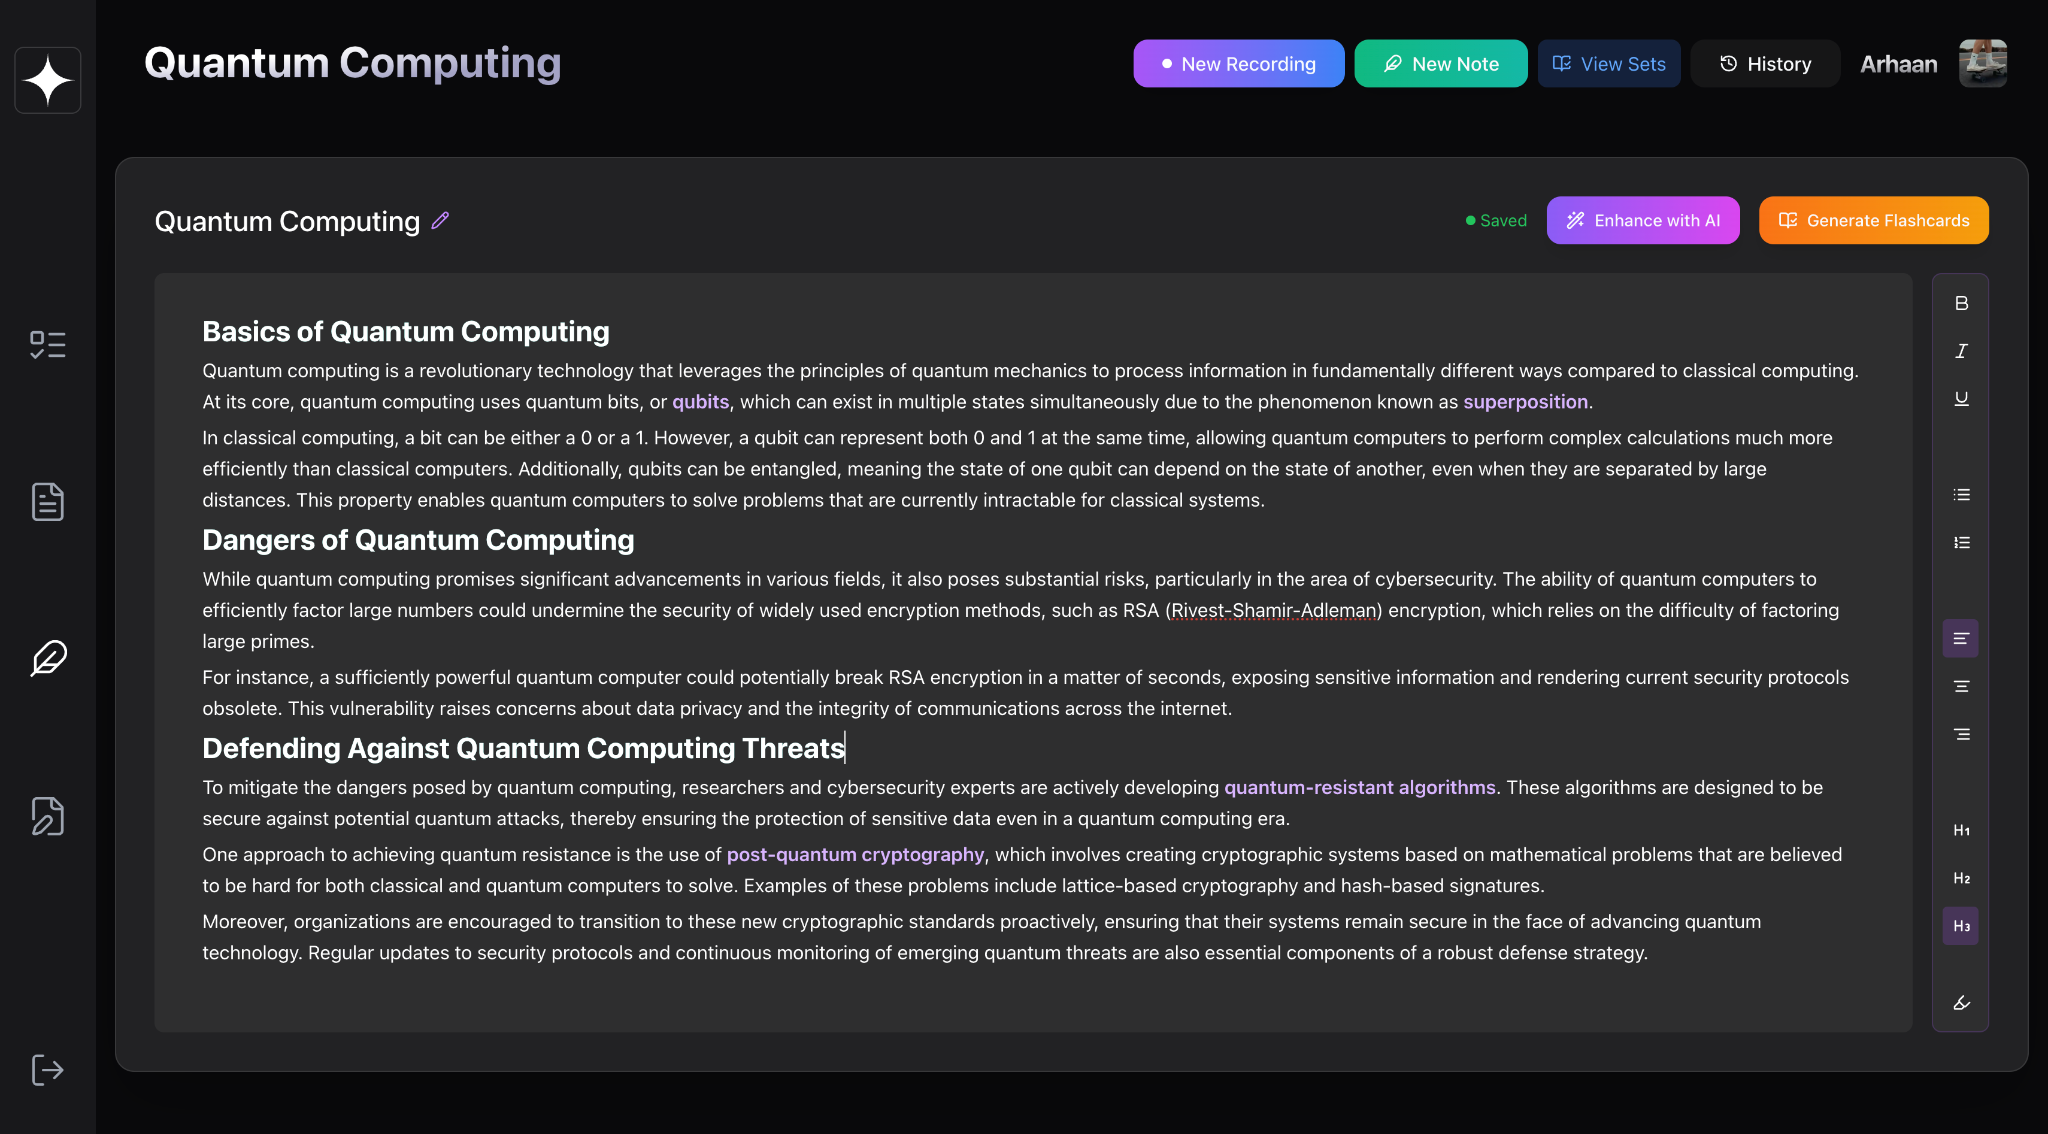 Quantum Computing
New Recording
New Note
View Sets
History
Arhaan
Quantum Computing
Saved
Enhance with AI
Generate Flashcards
Basics of Quantum Computing
Quantum computing is a revolutionary technology that leverages the principles of quantum mechanics to process information in fundamentally different ways compared to classical computing.
At its core, quantum computing uses quantum bits, or qubits, which can exist in multiple states simultaneously due to the phenomenon known as superposition.
In classical computing, a bit can be either a 0 or a 1. However, a qubit can represent both 0 and 1 at the same time, allowing quantum computers to perform complex calculations much more
efficiently than classical computers. Additionally, qubits can be entangled, meaning the state of one qubit can depend on the state of another, even when they are separated by large
distances. This property enables quantum computers to solve problems that are currently intractable for classical systems.
Dangers of Quantum Computing
While quantum computing promises significant advancements in various fields, it also poses substantial risks, particularly in the area of cybersecurity. The ability of quantum computers to
efficiently factor large numbers could undermine the security of widely used encryption methods, such as RSA (Rivest-Shamir-Adleman) encryption, which relies on the difficulty of factoring
large primes.
For instance, a sufficiently powerful quantum computer could potentially break RSA encryption in a matter of seconds, exposing sensitive information and rendering current security protocols
obsolete. This vulnerability raises concerns about data privacy and the integrity of communications across the internet.
Defending Against Quantum Computing Threats
To mitigate the dangers posed by quantum computing, researchers and cybersecurity experts are actively developing quantum-resistant algorithms. These algorithms are designed to be
secure against potential quantum attacks, thereby ensuring the protection of sensitive data even in a quantum computing era.
One approach to achieving quantum resistance is the use of post-quantum cryptography, which involves creating cryptographic systems based on mathematical problems that are believed
to be hard for both classical and quantum computers to solve. Examples of these problems include lattice-based cryptography and hash-based signatures.
Moreover, organizations are encouraged to transition to these new cryptographic standards proactively, ensuring that their systems remain secure in the face of advancing quantum
technology. Regular updates to security protocols and continuous monitoring of emerging quantum threats are also essential components of a robust defense strategy.
B
I
U
H1
H2
H3